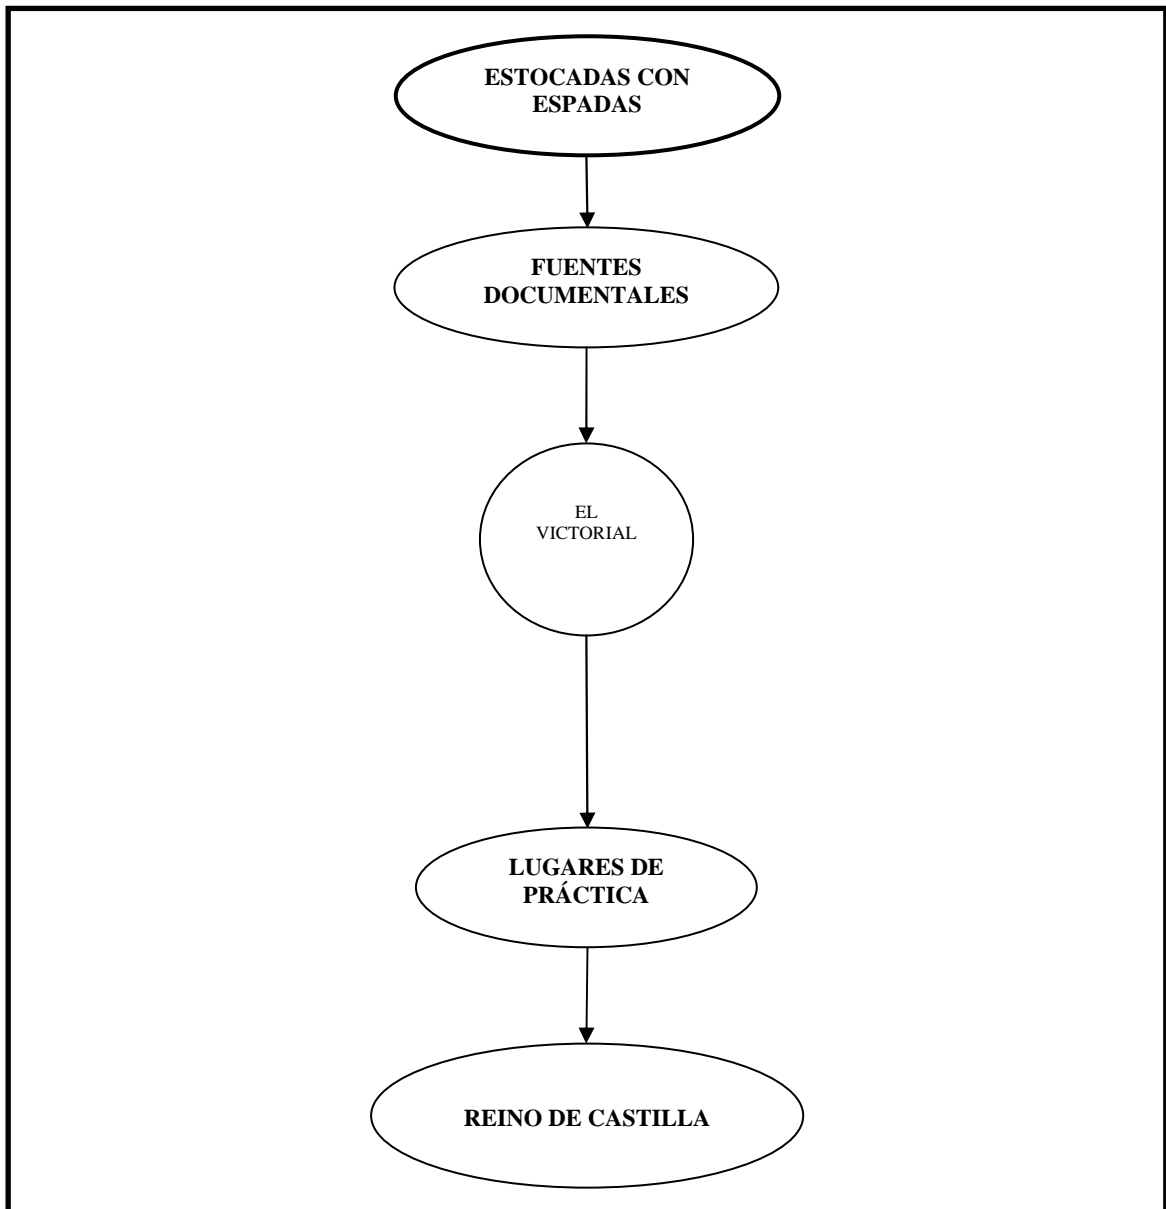 ESTOCADAS CON
ESPADAS
FUENTES
DOCUMENTALES
EL
VICTORIAL
LUGARES DE
PRÁCTICA
REINO DE CASTILLA